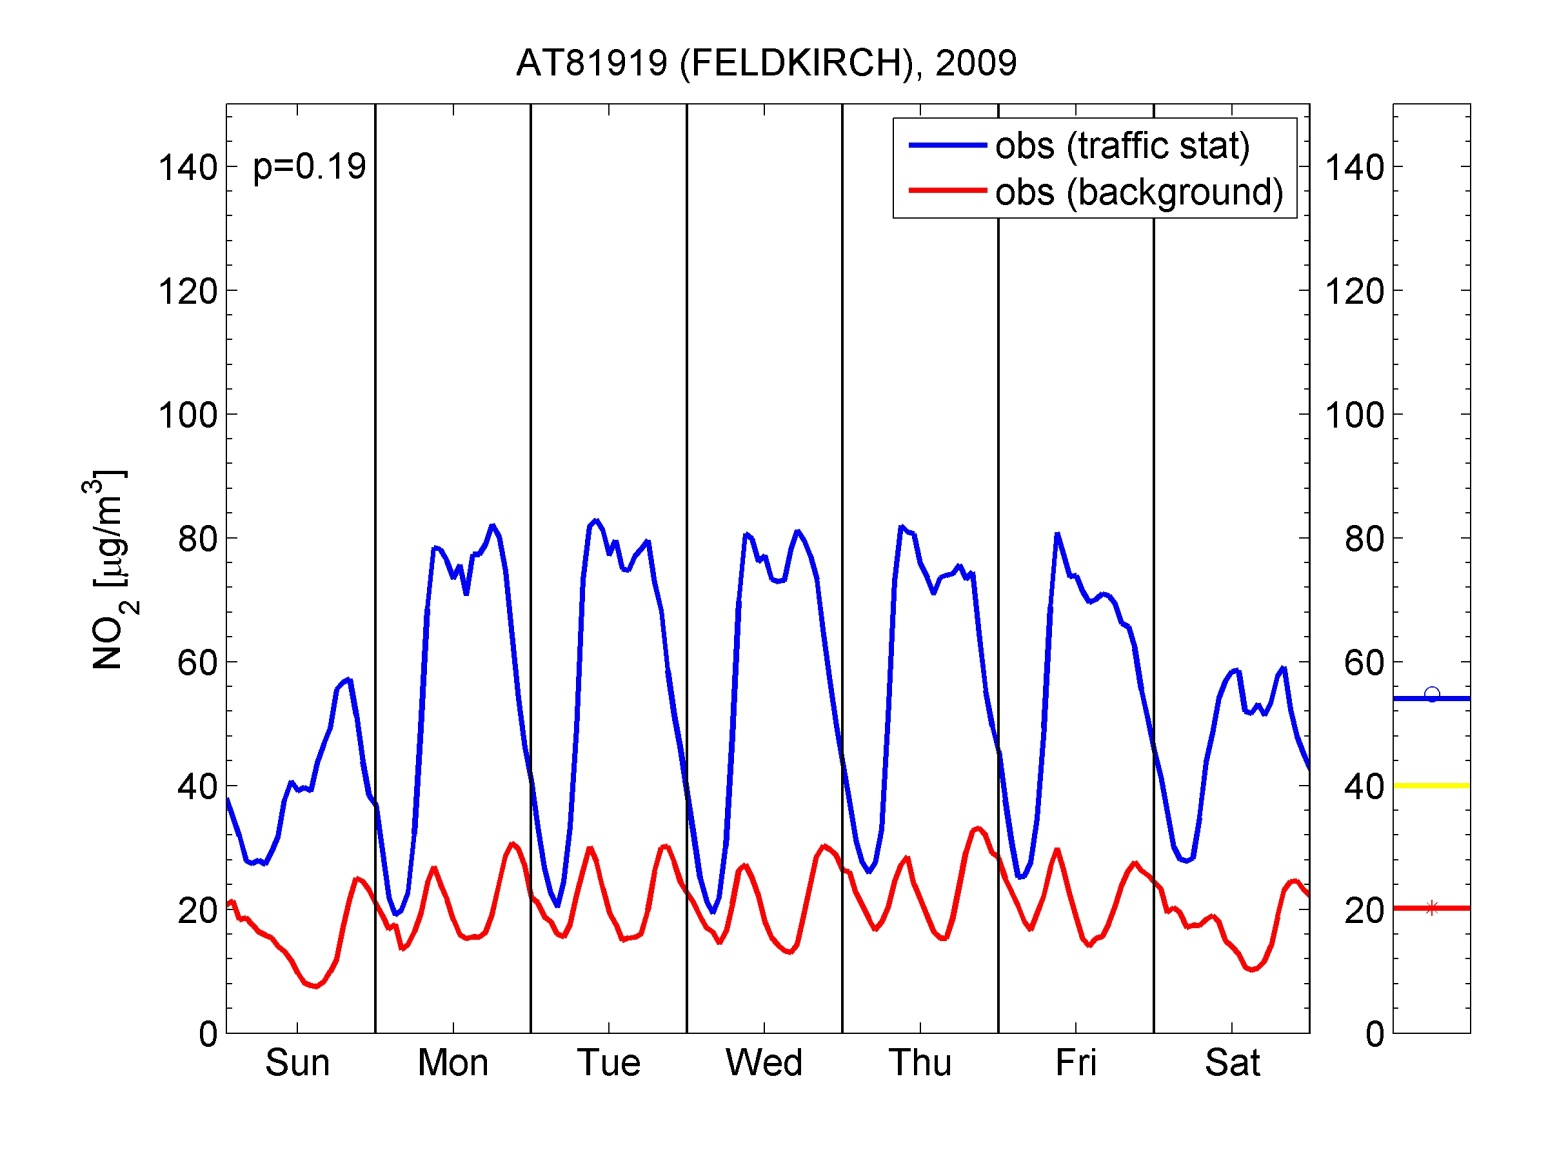 AT81919 (FELDKIRCH), 2009
p=0.19
obs (traffic stat)
obs (background)
NO2 [μg/m3]
140
120
100
80
60
40
20
0
Sun Mon Tue Wed Thu Fri Sat
140
120
100
80
60
40
20
0